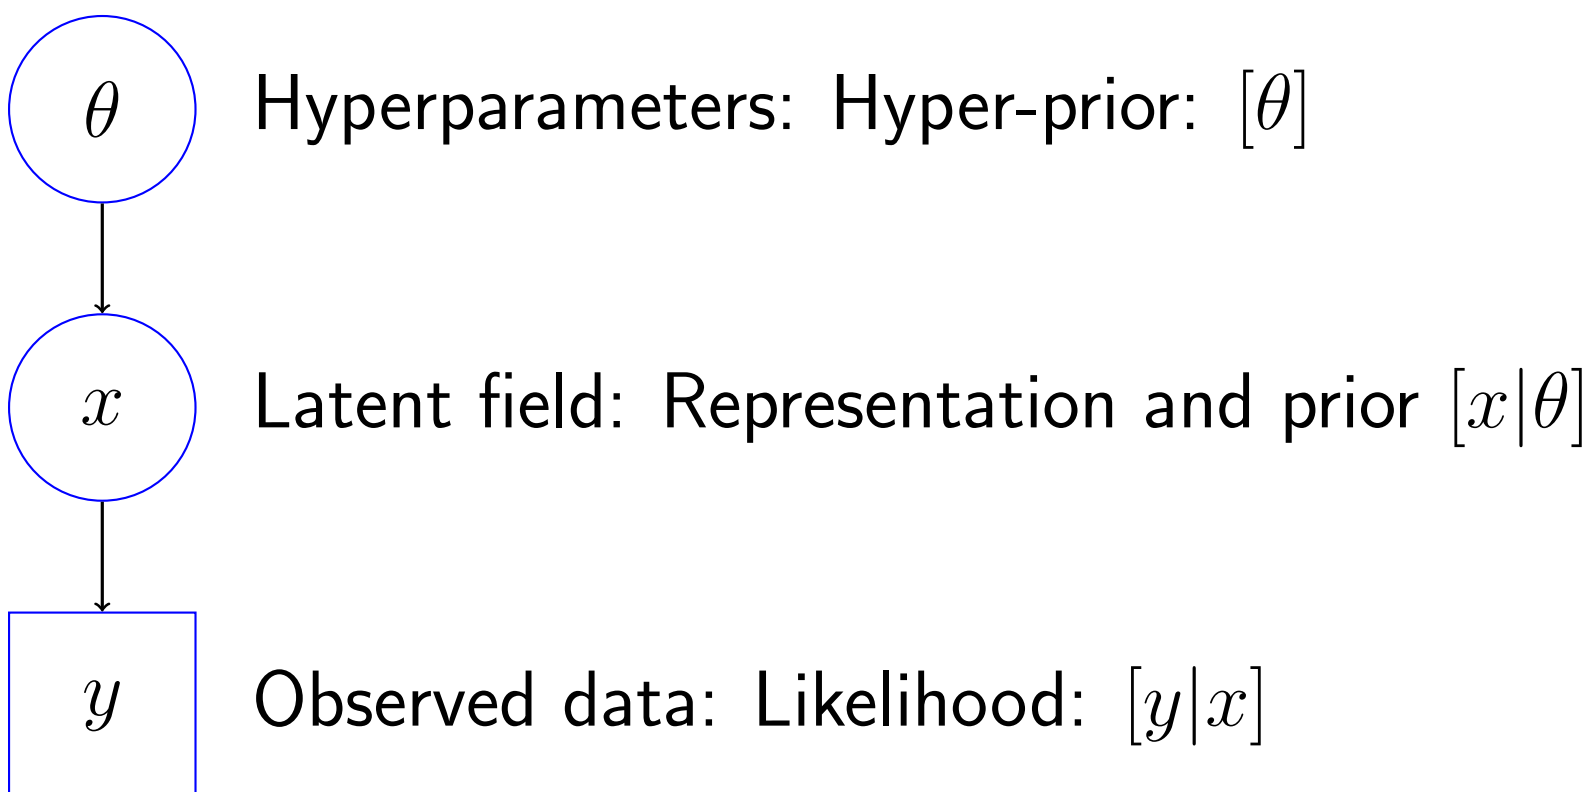 θ Hyperparameters: Hyper-prior: [θ]
x Latent field: Representation and prior [x|θ]
y Observed data: Likelihood: [y|x]